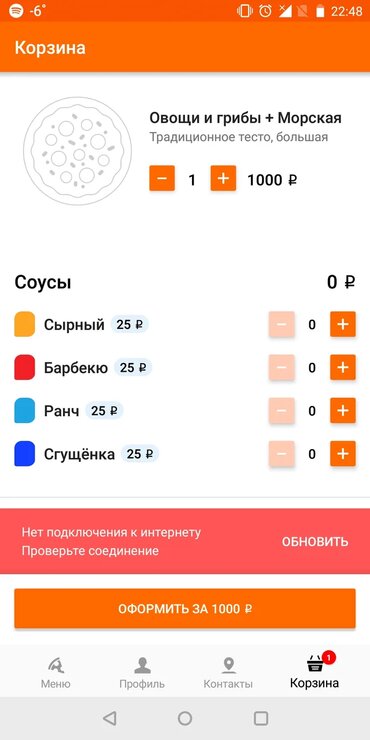 -6°
22:48
Корзина
Овощи и грибы + Морская
Традиционное тесто, большая
− 1 + 1000 ₽
Соусы 0 ₽
Сырный 25 ₽ − 0 +
Барбекю 25 ₽ − 0 +
Ранч 25 ₽ − 0 +
Сгущёнка 25 ₽ − 0 +
Нет подключения к интернету
Проверьте соединение
ОБНОВИТЬ
ОФОРМИТЬ ЗА 1000 ₽
1
Меню Профиль Контакты Корзина